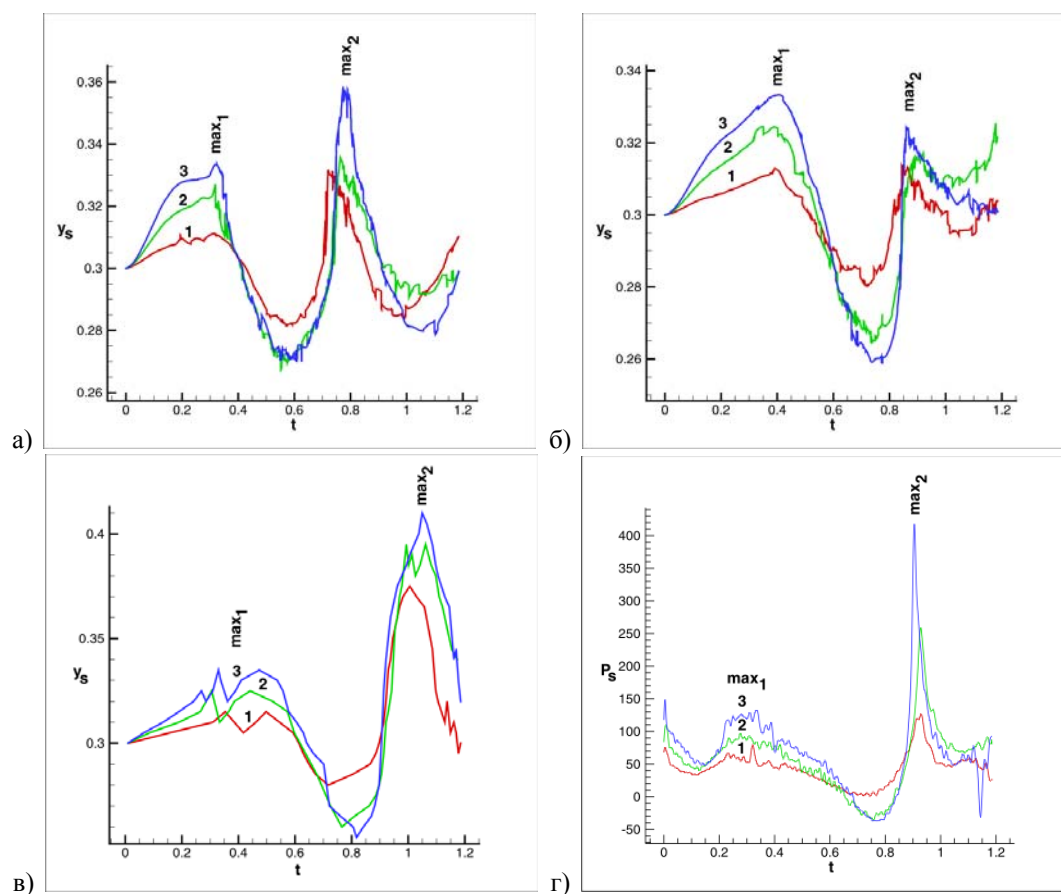 max₂
0.36
max₁
0.34
3
0.32
2
yₛ
1
0.3
0.28
0.26
0 0.2 0.4 0.6 0.8 1 1.2
t
а)
0.34
max₁
max₂
3
0.32
2
1
yₛ
0.3
0.28
0.26
0 0.2 0.4 0.6 0.8 1 1.2
t
б)
max₂
0.4
max₁
0.35
yₛ
3
2
1
0.3
0 0.2 0.4 0.6 0.8 1 1.2
t
в)
max₂
400
350
300
250
Pₛ
200
max₁
150
3
100
2
1
50
0
-50
0 0.2 0.4 0.6 0.8 1 1.2
t
г)